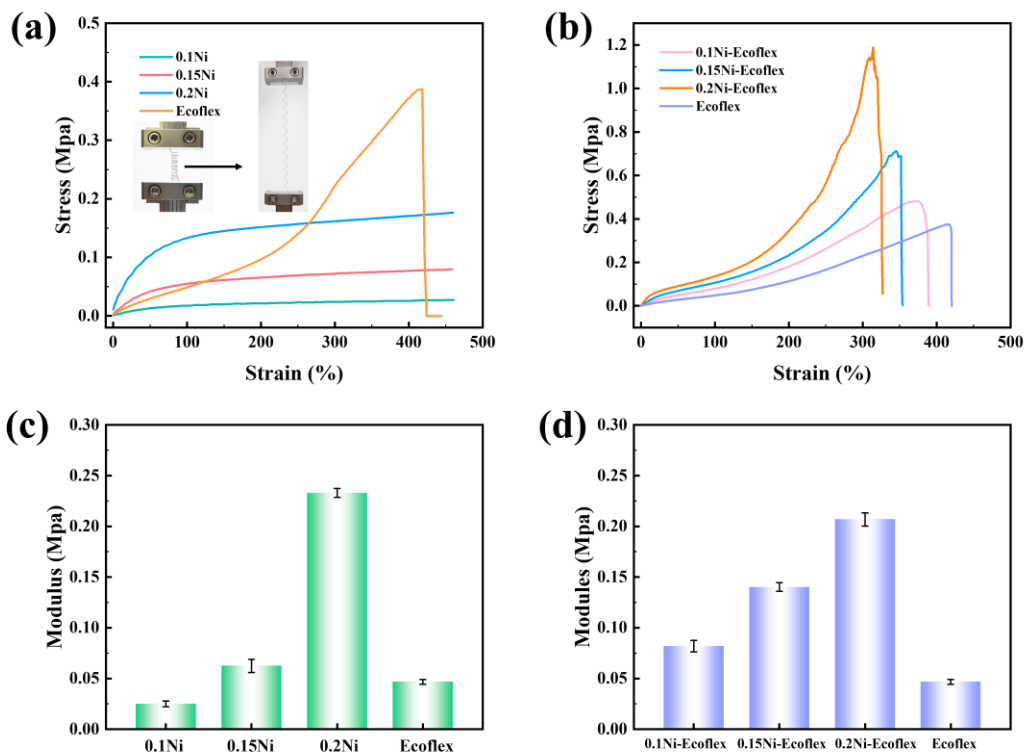 (a)
0.5
0.4
0.3
0.2
0.1
0.0
Stress (Mpa)
0.1Ni
0.15Ni
0.2Ni
Ecoflex
0
100
200
300
400
500
Strain (%)
(b)
1.2
1.0
0.8
0.6
0.4
0.2
0.0
Stress (Mpa)
0.1Ni-Ecoflex
0.15Ni-Ecoflex
0.2Ni-Ecoflex
Ecoflex
0
100
200
300
400
500
Strain (%)
(c)
0.30
0.25
0.20
0.15
0.10
0.05
0.00
Modulus (Mpa)
0.1Ni
0.15Ni
0.2Ni
Ecoflex
(d)
0.30
0.25
0.20
0.15
0.10
0.05
0.00
Modules (Mpa)
0.1Ni-Ecoflex
0.15Ni-Ecoflex
0.2Ni-Ecoflex
Ecoflex